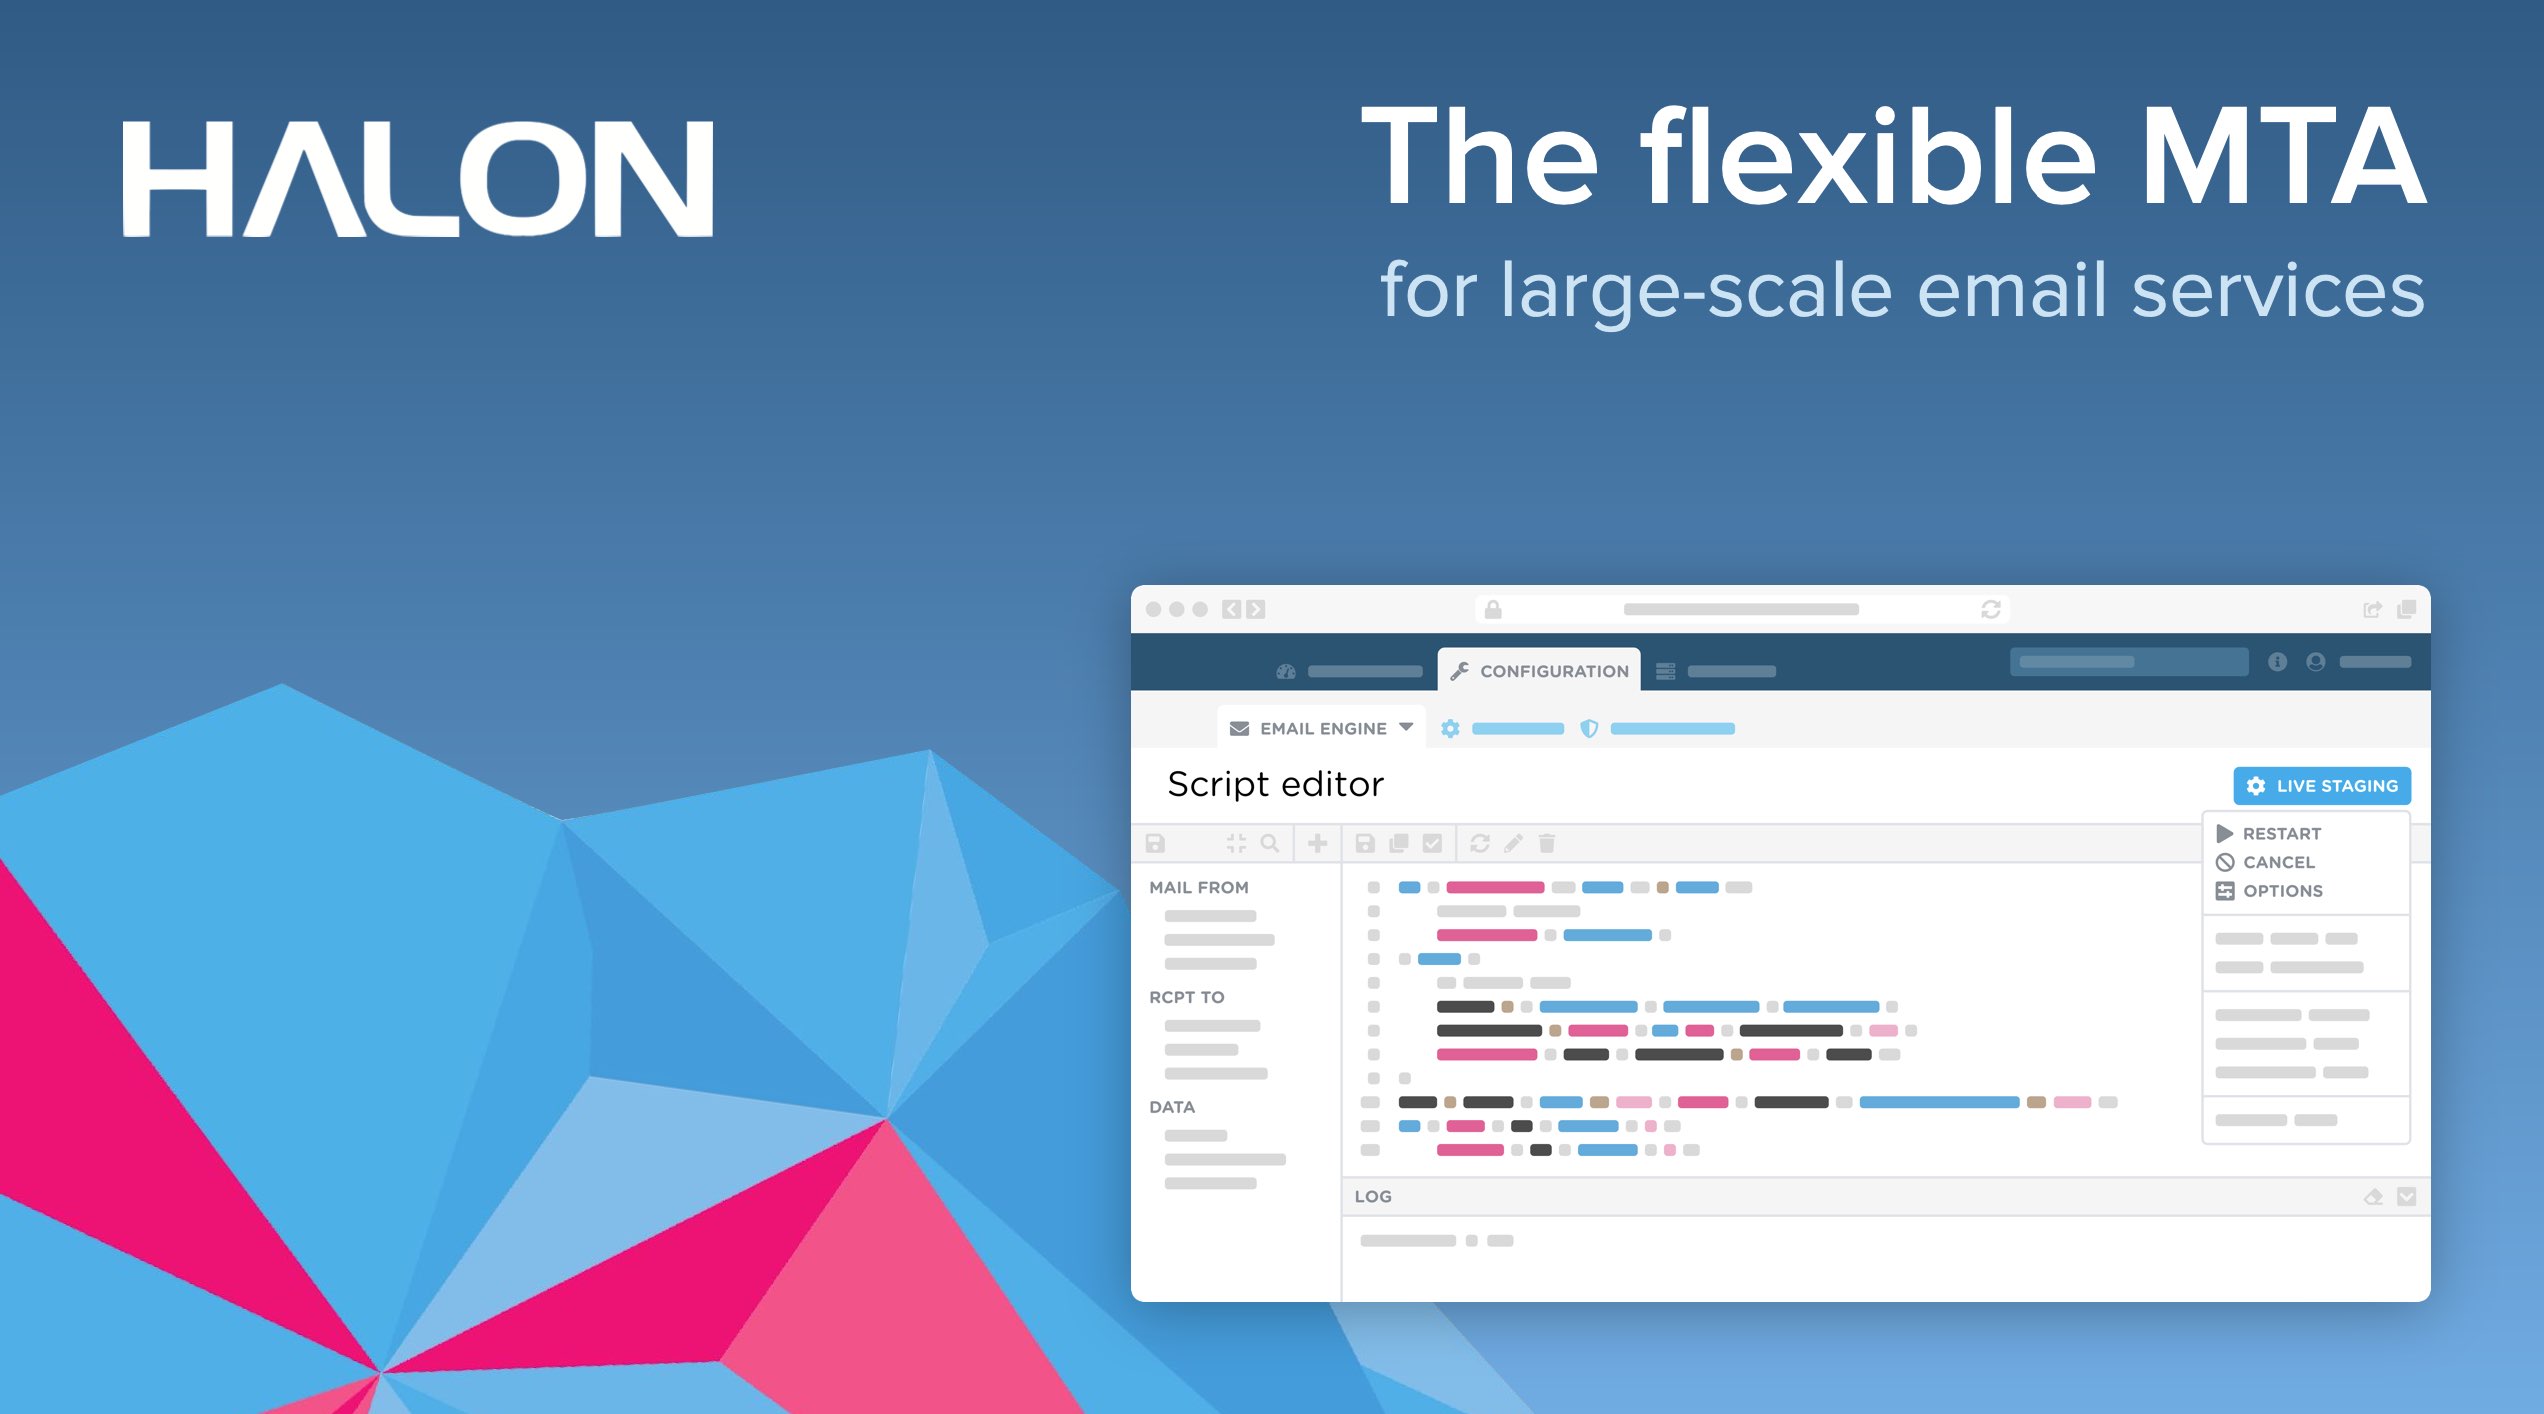 HALON
The flexible MTA
for large-scale email services
CONFIGURATION
EMAIL ENGINE
Script editor
LIVE STAGING
RESTART
CANCEL
OPTIONS
MAIL FROM
RCPT TO
DATA
LOG